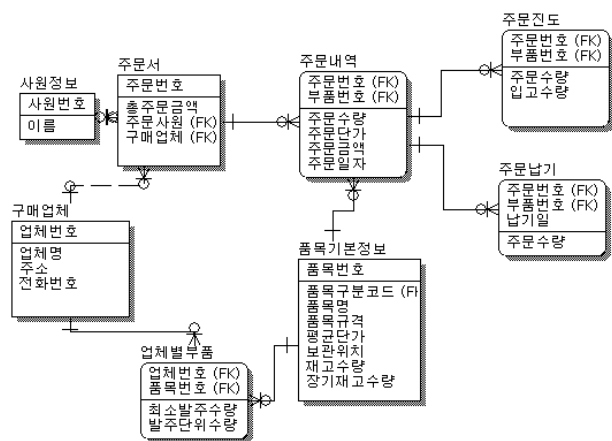 사원정보
사원번호
이름
주문서
주문번호
총주문금액
주문사원 (FK)
구매업체 (FK)
주문내역
주문번호 (FK)
부품번호 (FK)
주문수량
주문단가
주문금액
주문일자
주문진도
주문번호 (FK)
부품번호 (FK)
주문수량
입고수량
주문납기
주문번호 (FK)
부품번호 (FK)
납기일
주문수량
구매업체
업체번호
업체명
주소
전화번호
품목기본정보
품목번호
품목구분코드 (FK
품목명
품목규격
평균단가
보관위치
재고수량
장기재고수량
업체별부품
업체번호 (FK)
품목번호 (FK)
최소발주수량
발주단위수량